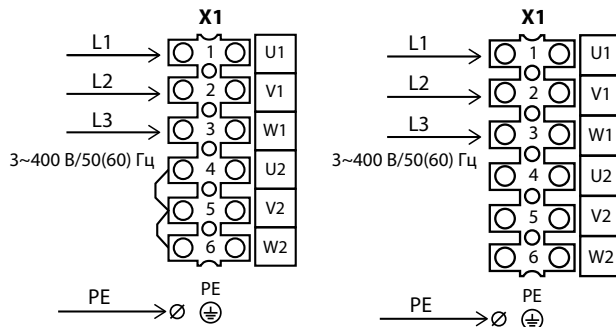 X1
L1 1 U1
L2 2 V1
L3 3 W1
3~400 В/50(60) Гц
4 U2
5 V2
6 W2
PE
PE
X1
L1 1 U1
L2 2 V1
L3 3 W1
3~400 В/50(60) Гц
4 U2
5 V2
6 W2
PE
PE